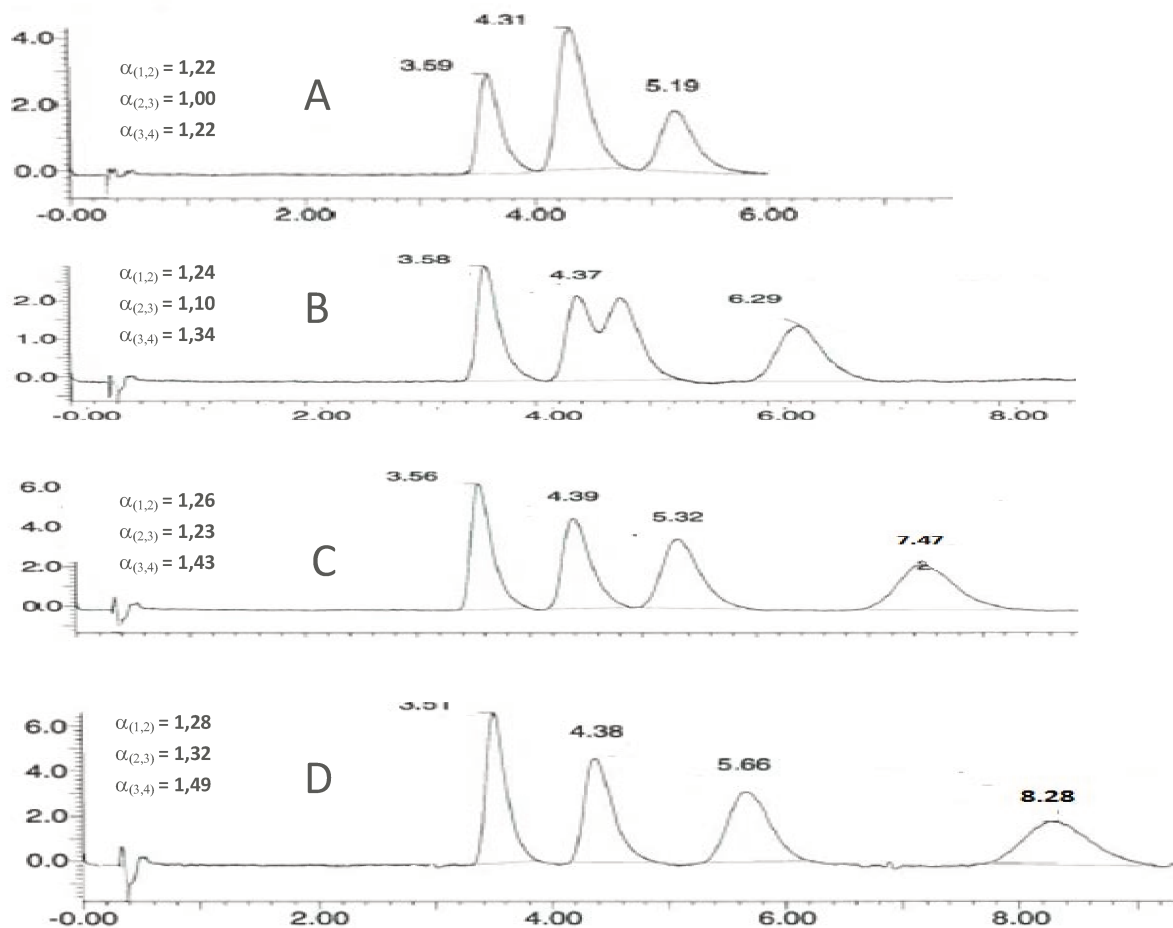 4.31
4.0
α(1,2) = 1,22
3.59
A
5.19
α(2,3) = 1,00
2.0
α(3,4) = 1,22
0.0
-0.00 2.00 4.00 6.00
3.58
α(1,2) = 1,24
4.37
B
6.29
2.0
α(2,3) = 1,10
1.0
α(3,4) = 1,34
0.0
-0.00 2.00 4.00 6.00 8.00
3.56
6.0
α(1,2) = 1,26
4.39
5.32
4.0
α(2,3) = 1,23
C
7.47
2.0
α(3,4) = 1,43
2
0.0
6.0
α(1,2) = 1,28
4.38
α(2,3) = 1,32
D
5.66
4.0
α(3,4) = 1,49
8.28
2.0
0.0
-0.00 2.00 4.00 6.00 8.00